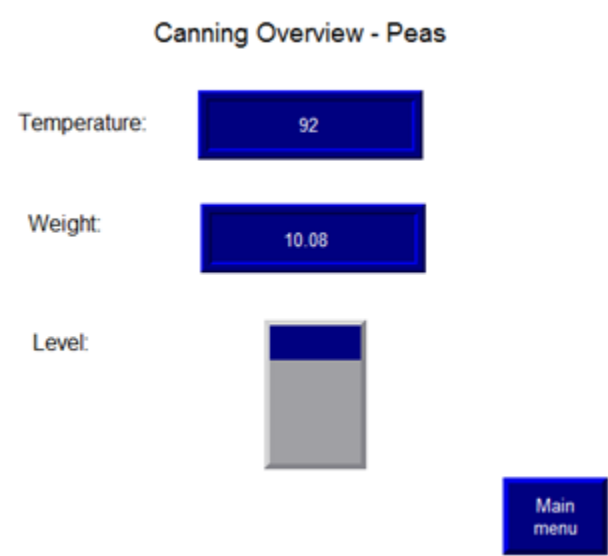 Canning Overview - Peas
Temperature: 92
Weight: 10.08
Level:
Main
menu